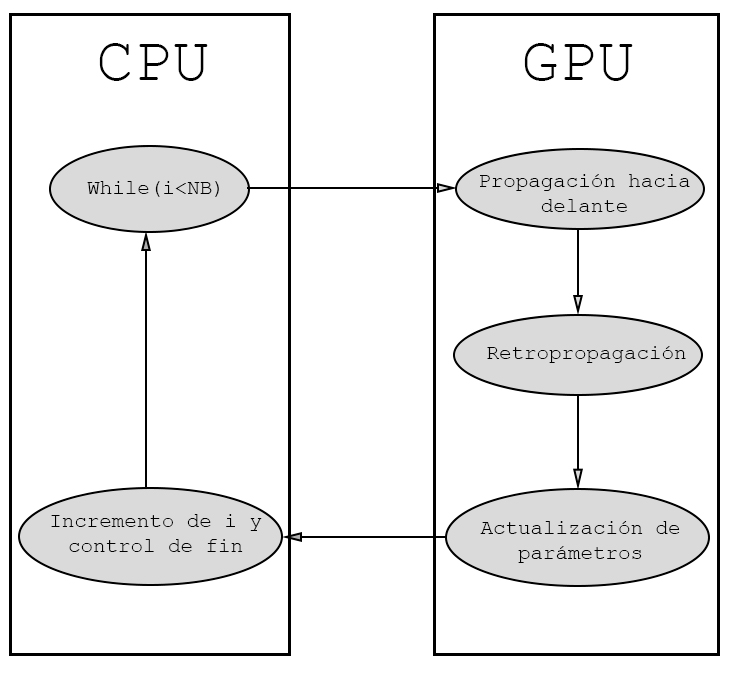 CPU
GPU
While(i<NB)
Propagación hacia
delante
Retropropagación
Incremento de i y
control de fin
Actualización de
parámetros